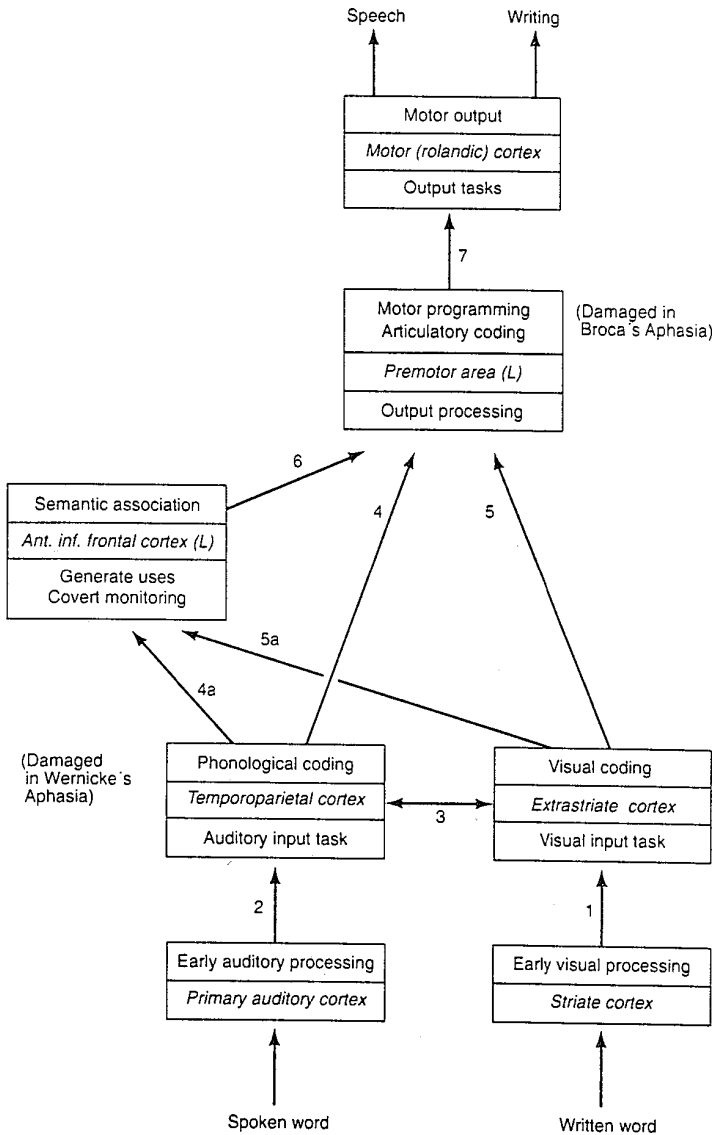 Speech Writing
Motor output
Motor (rolandic) cortex
Output tasks
7
Motor programming
Articulatory coding
Premotor area (L)
Output processing
(Damaged in
Broca´s Aphasia)
6
4
5
Semantic association
Ant. inf. frontal cortex (L)
Generate uses
Covert monitoring
5a
4a
(Damaged
in Wernicke´s
Aphasia)
Phonological coding
Temporoparietal cortex
Auditory input task
3
Visual coding
Extrastriate cortex
Visual input task
2
1
Early auditory processing
Primary auditory cortex
Early visual processing
Striate cortex
Spoken word
Written word